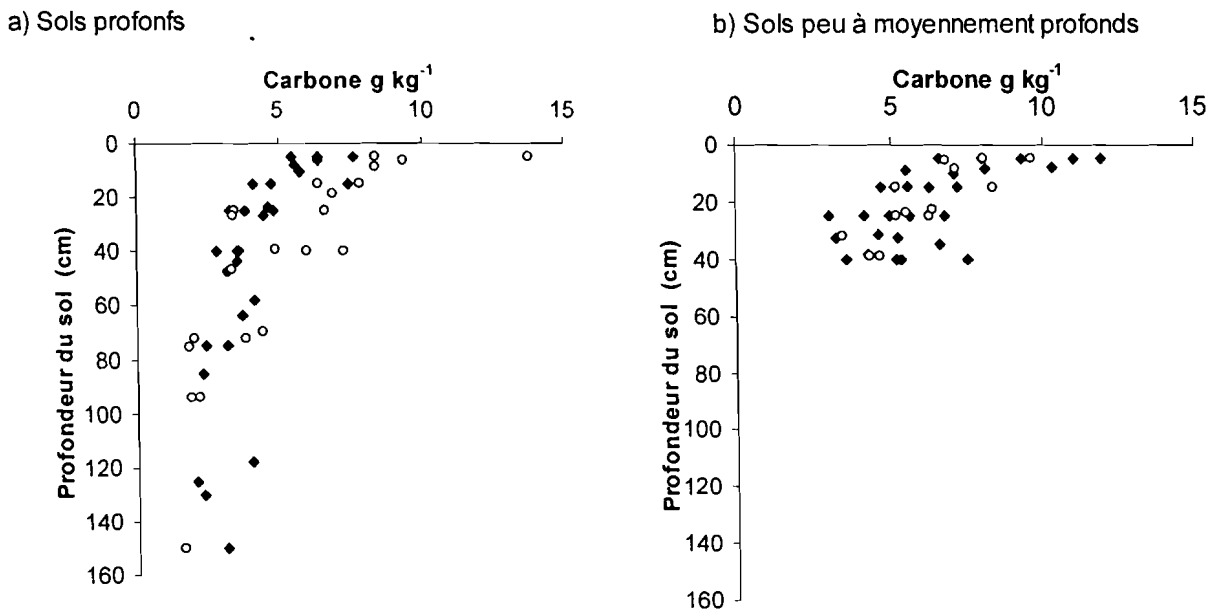 a) Sols profonfs
Carbone g kg-1
0 5 10 15
0
20
40
60
80
100
120
140
160
Profondeur du sol (cm)
b) Sols peu à moyennement profonds
Carbone g kg-1
0 5 10 15
0
20
40
60
80
100
120
140
160
Profondeur du sol (cm)